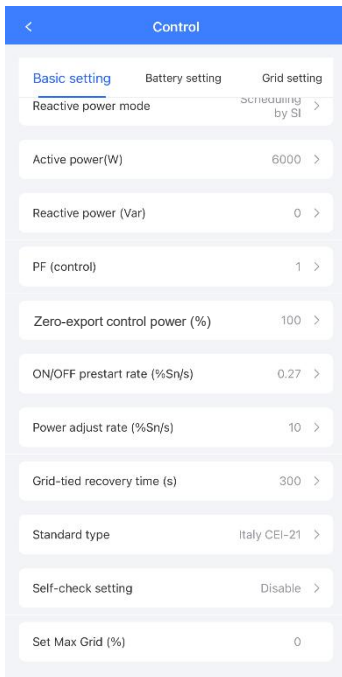 Control
Basic setting Battery setting Grid setting
Reactive power mode Scheduling
by SI
Active power(W) 6000
Reactive power (Var) 0
PF (control) 1
Zero-export control power (%) 100
ON/OFF prestart rate (%Sn/s) 0.27
Power adjust rate (%Sn/s) 10
Grid-tied recovery time (s) 300
Standard type Italy CEI-21
Self-check setting Disable
Set Max Grid (%) 0